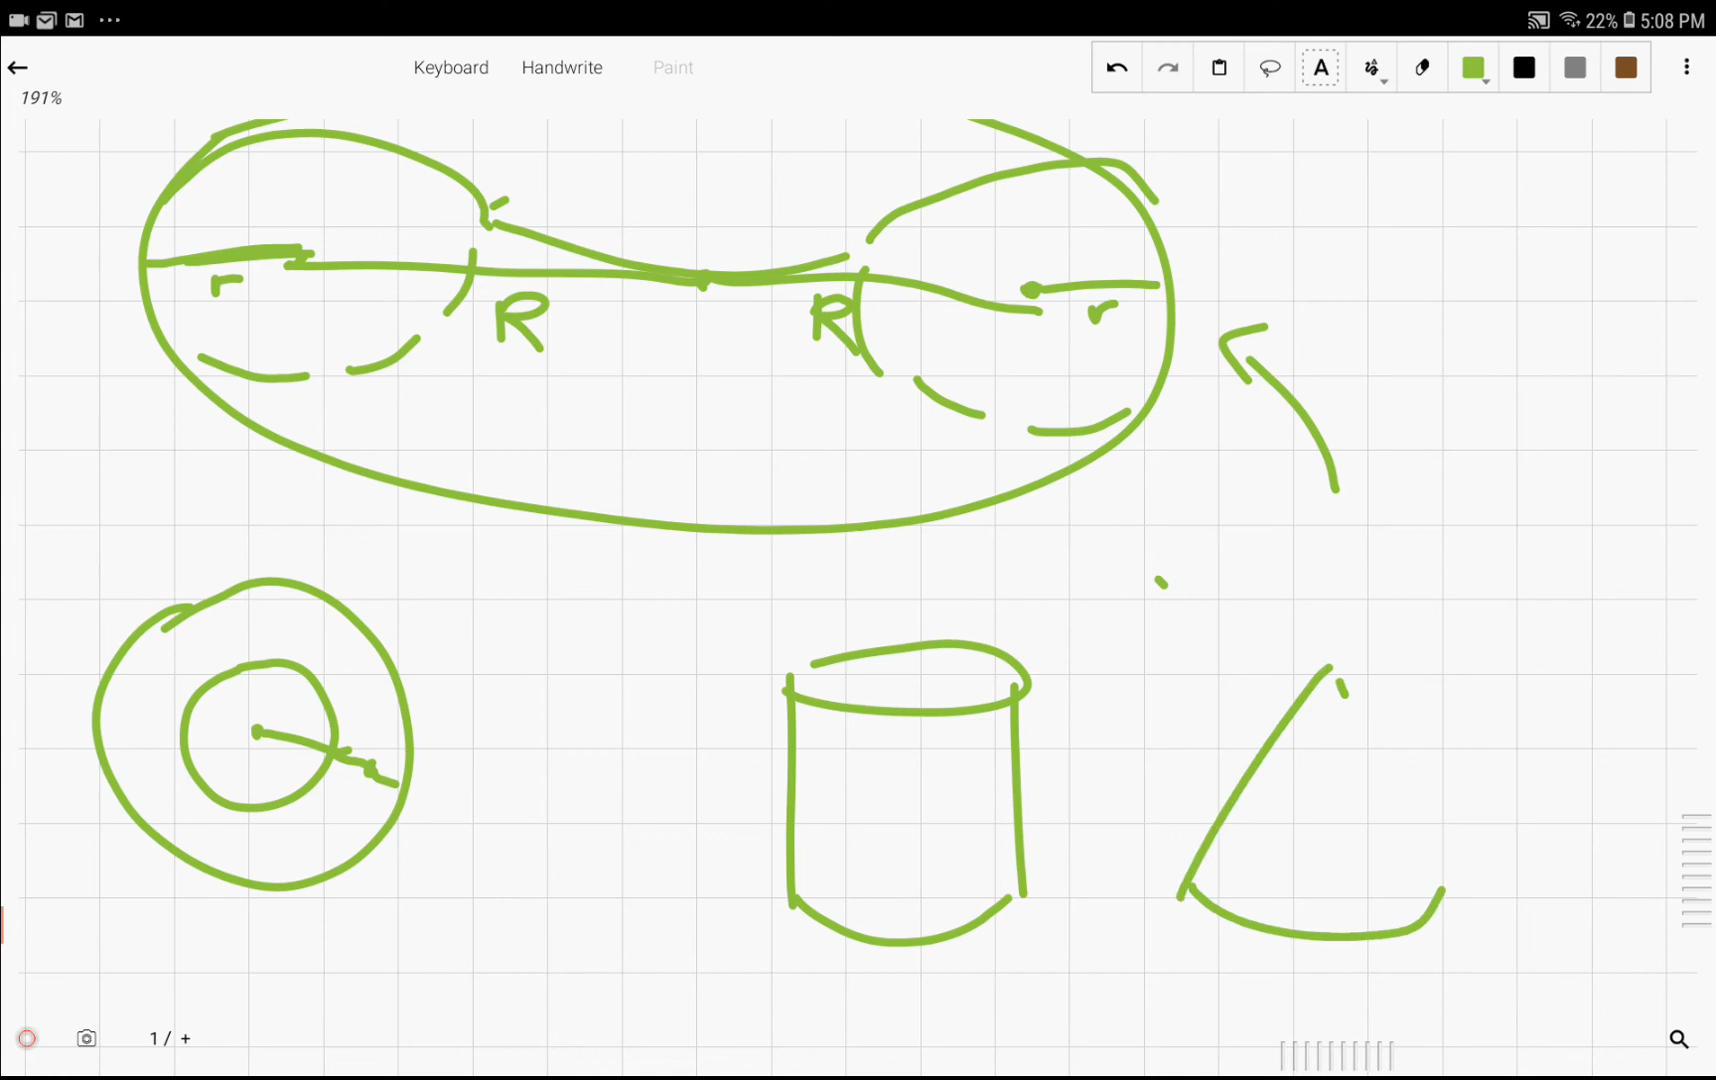 22% 5:08 PM
Keyboard Handwrite Paint A
191%
r R R r
1 / +